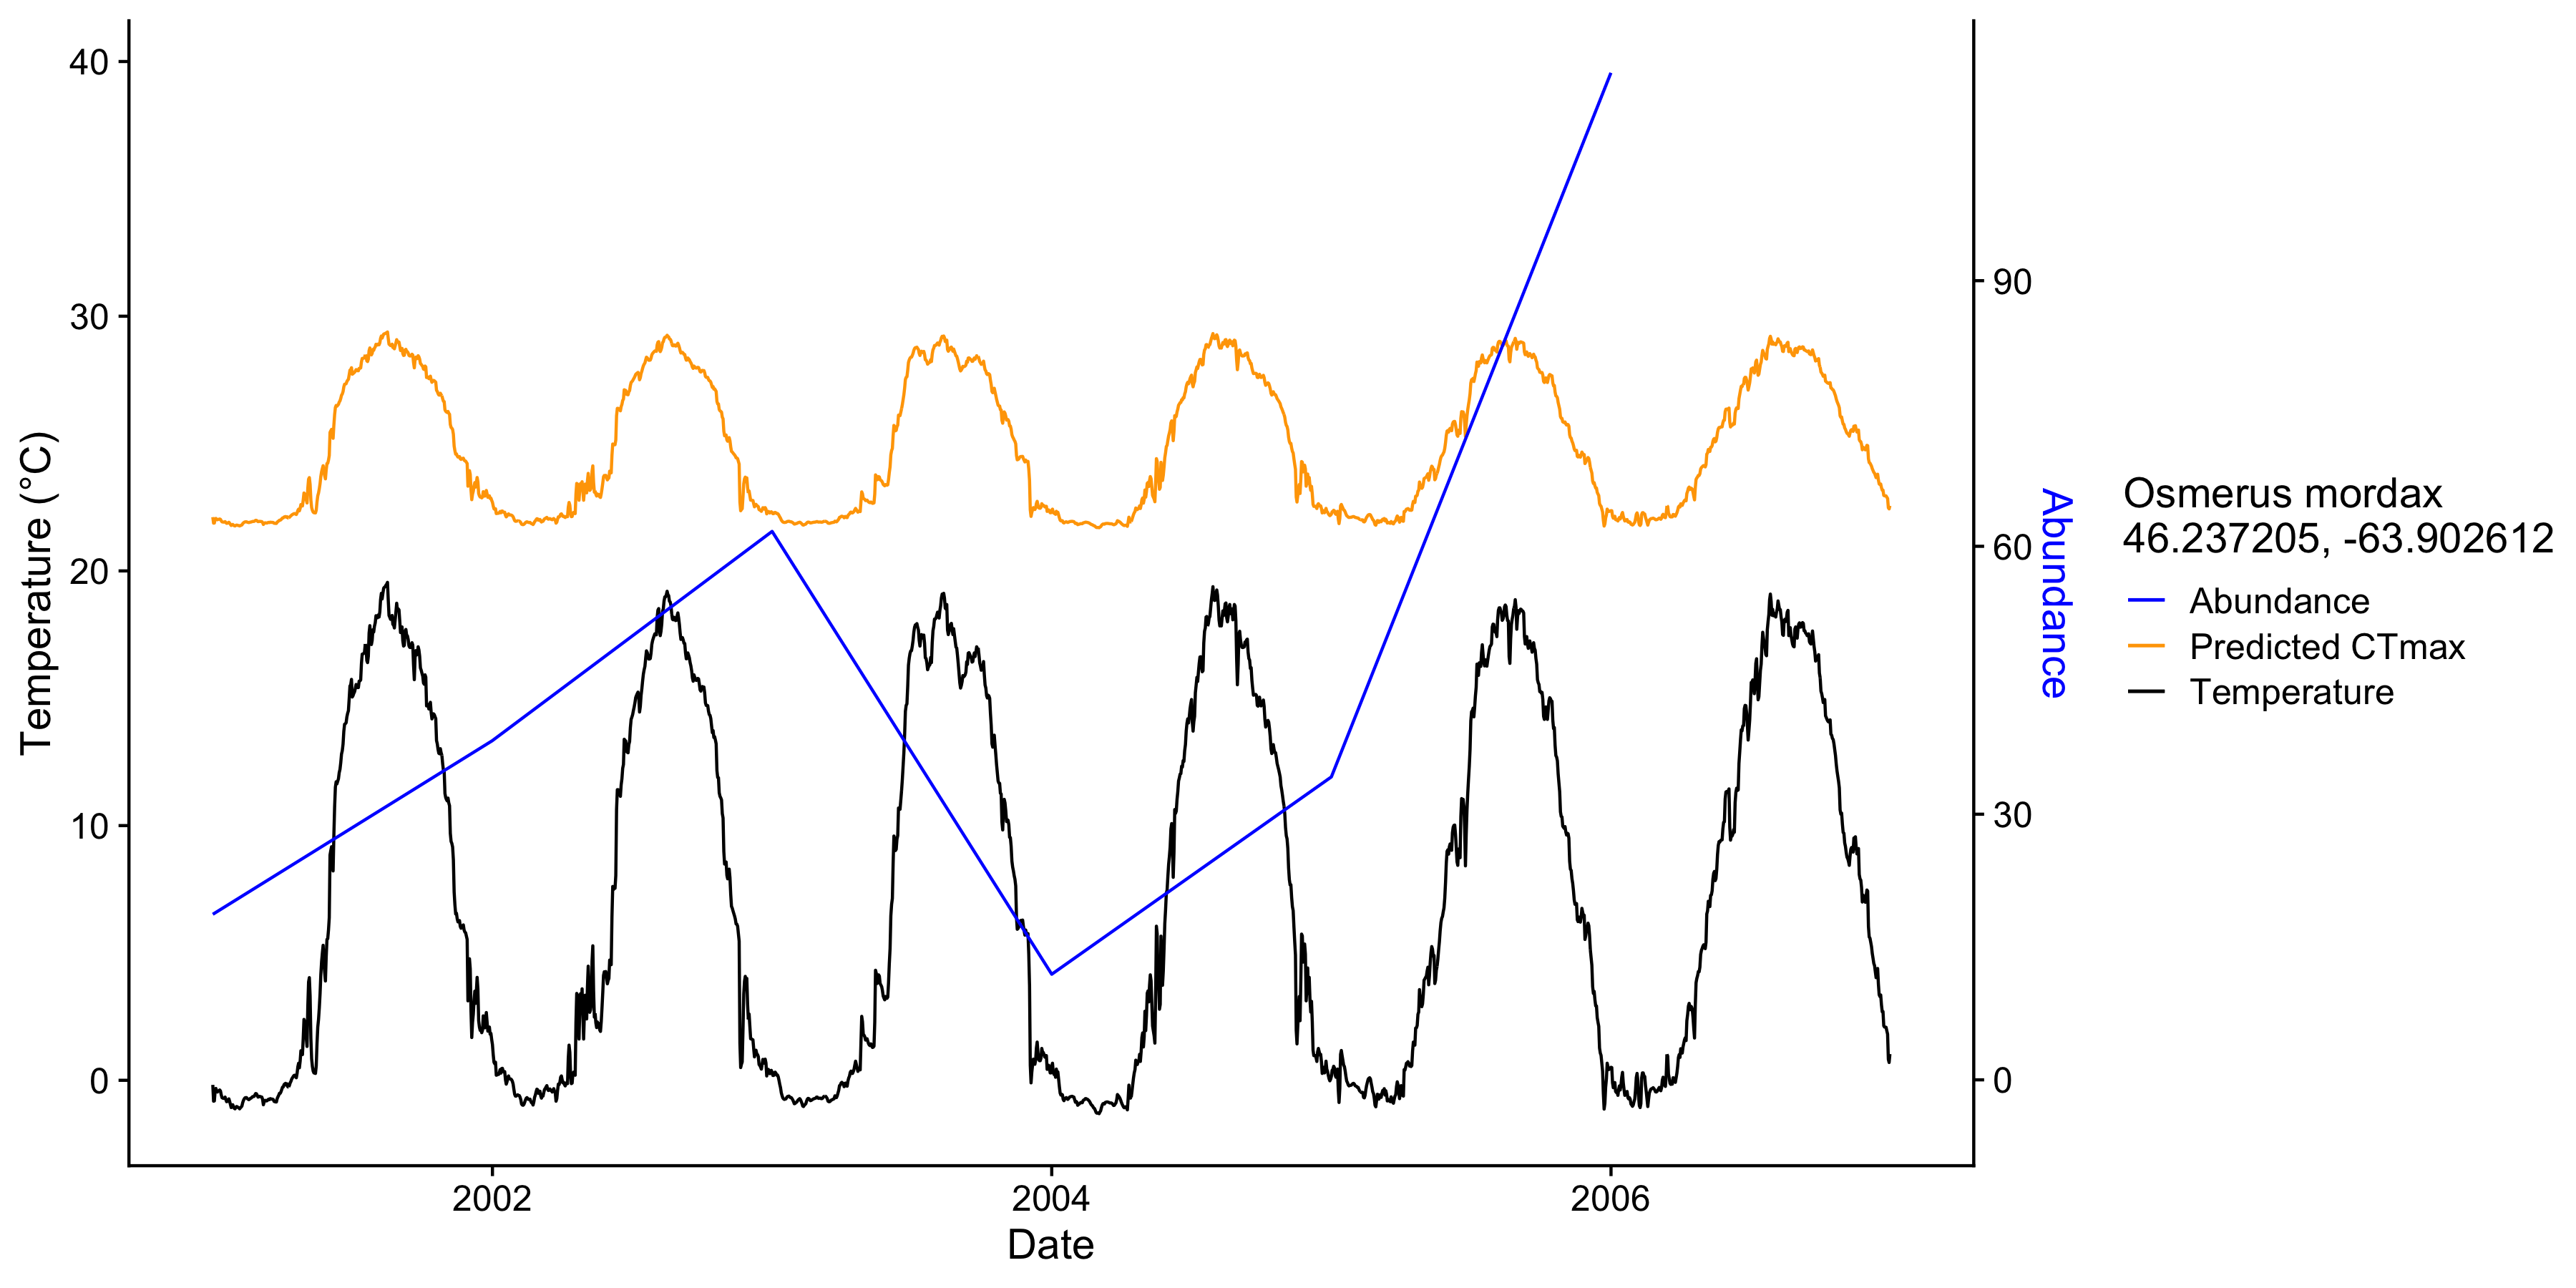 40
30
20
10
0
Temperature (°C)
2002
2004
2006
Date
90
60
30
0
Abundance
Osmerus mordax
46.237205, -63.902612
Abundance
Predicted CTmax
Temperature